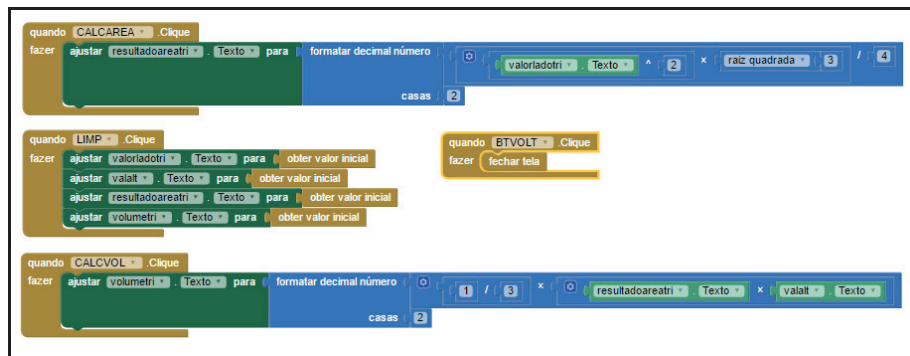 quando CALCAREA .Clique
fazer ajustar resultadoareatri . Texto para formatar decimal número valorladotri . Texto ^ 2 × raiz quadrada 3 / 4
casas 2
quando LIMP .Clique
fazer ajustar valorladotri . Texto para obter valor inicial
ajustar valalt . Texto para obter valor inicial
ajustar resultadoareatri . Texto para obter valor inicial
ajustar volumetri . Texto para obter valor inicial
quando BTVOLT .Clique
fazer fechar tela
quando CALCVOL .Clique
fazer ajustar volumetri . Texto para formatar decimal número 1 / 3 × resultadoareatri . Texto × valalt . Texto
casas 2